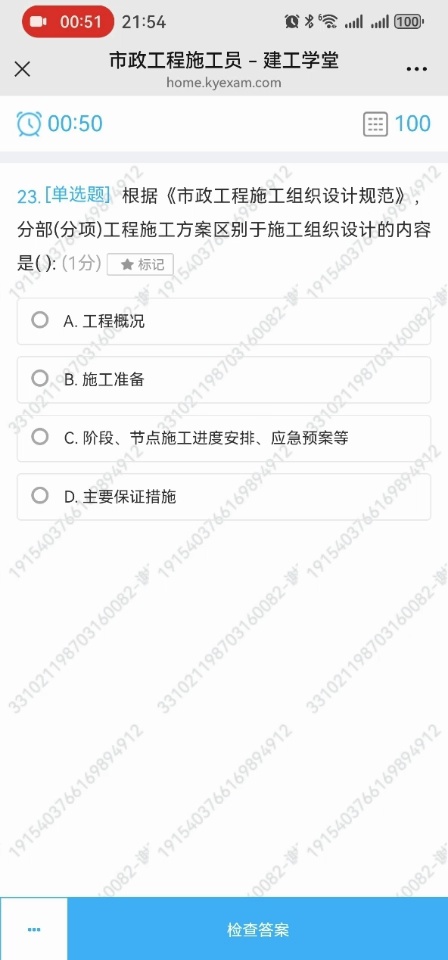 00:51 21:54 100
市政工程施工员 – 建工学堂
home.kyexam.com
00:50 100
23.[单选题] 根据《市政工程施工组织设计规范》,
分部(分项)工程施工方案区别于施工组织设计的内容
是( ): (1分) ★ 标记
A. 工程概况
B. 施工准备
C. 阶段、节点施工进度安排、应急预案等
D. 主要保证措施
检查答案